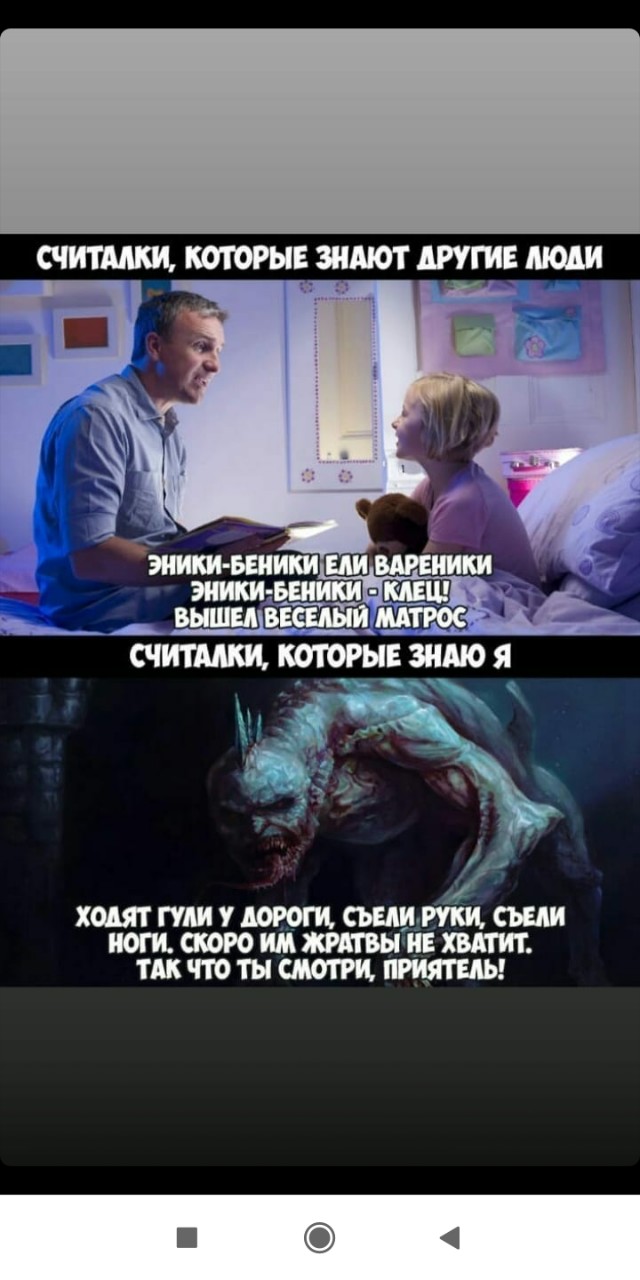 СЧИТАЛКИ, КОТОРЫЕ ЗНАЮТ ДРУГИЕ ЛЮДИ
ЭНИКИ-БЕНИКИ ЕЛИ ВАРЕНИКИ
ЭНИКИ-БЕНИКИ - КЛЕЦ!
ВЫШЕЛ ВЕСЕЛЫЙ МАТРОС
СЧИТАЛКИ, КОТОРЫЕ ЗНАЮ Я
ХОДЯТ ГУЛИ У ДОРОГИ, СЪЕЛИ РУКИ, СЪЕЛИ
НОГИ. СКОРО ИМ ЖРАТВЫ НЕ ХВАТИТ.
ТАК ЧТО ТЫ СМОТРИ, ПРИЯТЕЛЬ!